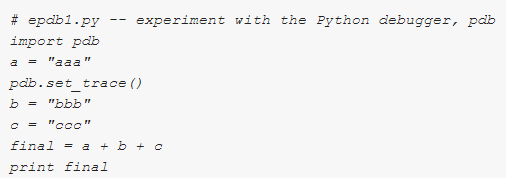 # epdb1.py -- experiment with the Python debugger, pdb
import pdb
a = "aaa"
pdb.set_trace()
b = "bbb"
c = "ccc"
final = a + b + c
print final